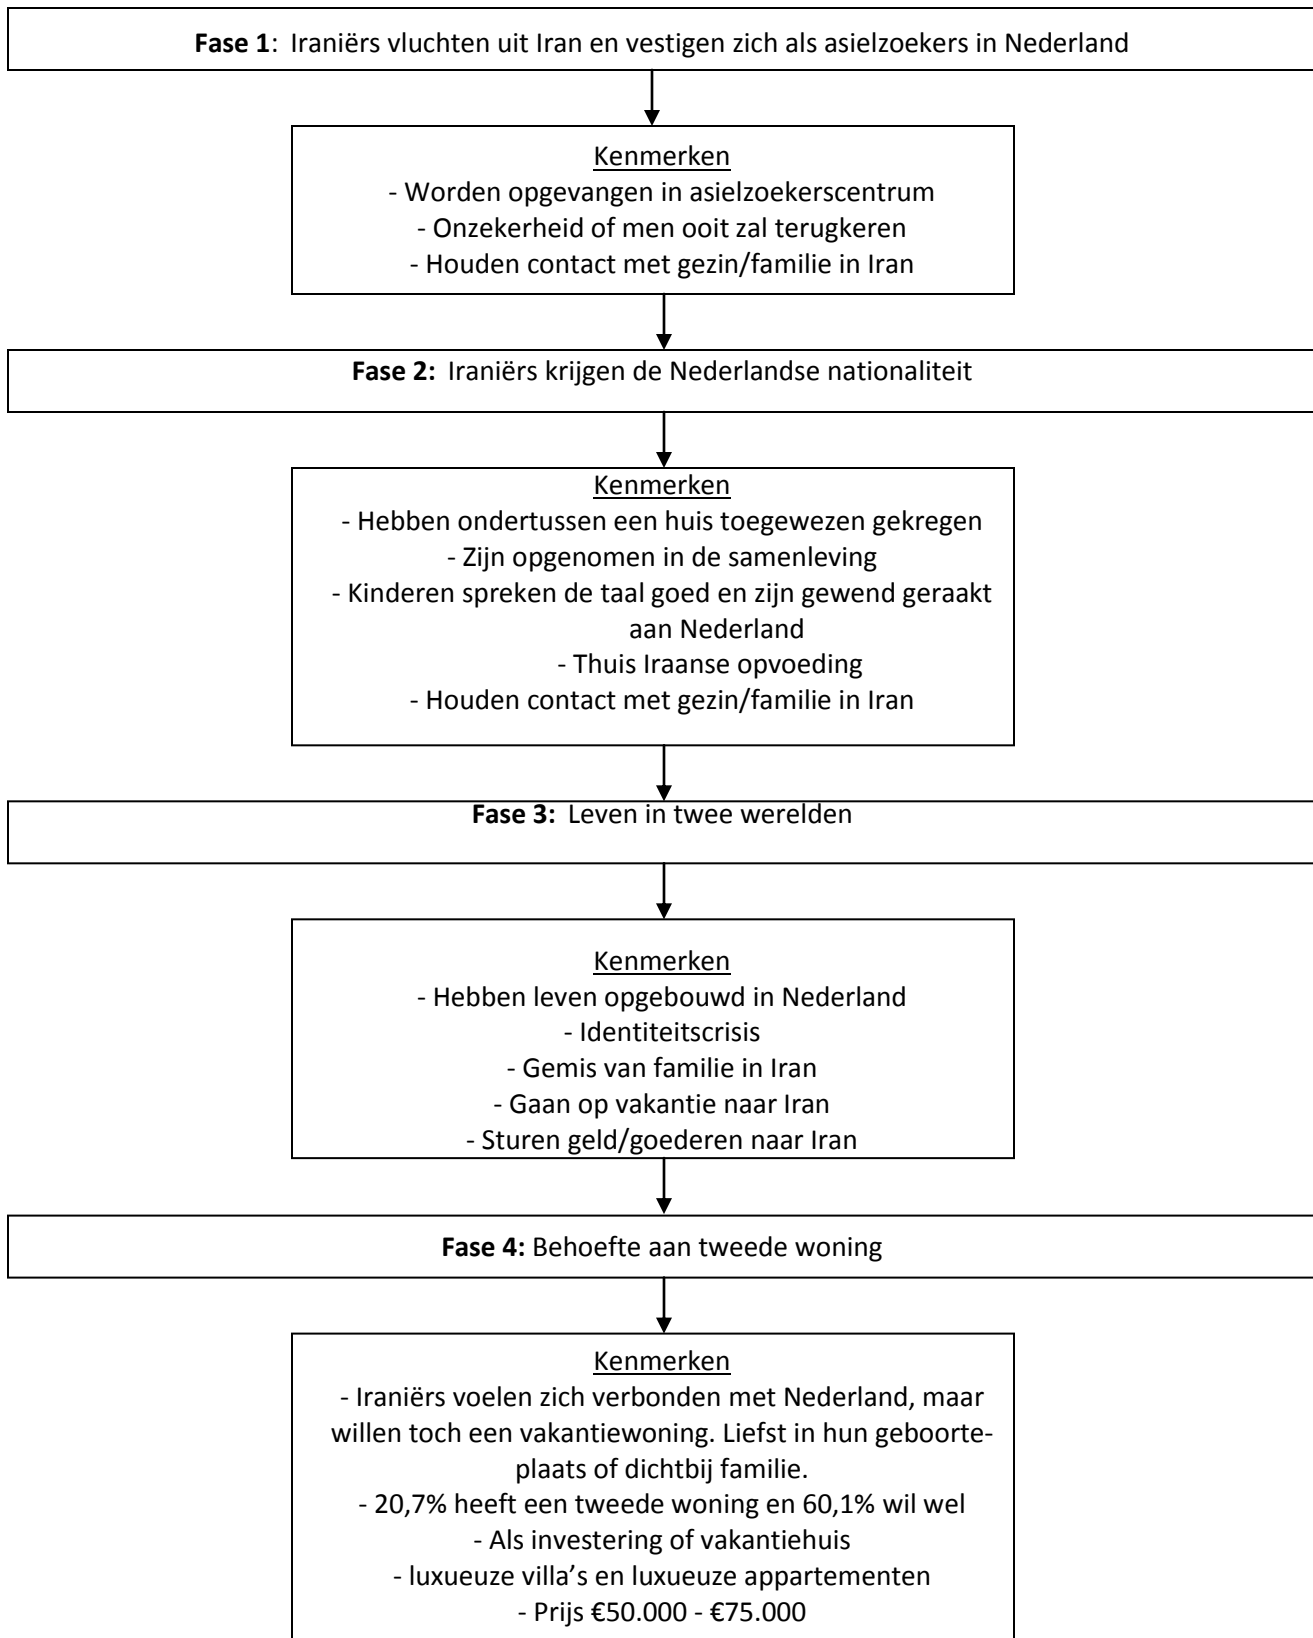 Fase 1: Iraniërs vluchten uit Iran en vestigen zich als asielzoekers in Nederland
Kenmerken
- Worden opgevangen in asielzoekerscentrum
- Onzekerheid of men ooit zal terugkeren
- Houden contact met gezin/familie in Iran
Fase 2: Iraniërs krijgen de Nederlandse nationaliteit
Kenmerken
- Hebben ondertussen een huis toegewezen gekregen
- Zijn opgenomen in de samenleving
- Kinderen spreken de taal goed en zijn gewend geraakt
aan Nederland
- Thuis Iraanse opvoeding
- Houden contact met gezin/familie in Iran
Fase 3: Leven in twee werelden
Kenmerken
- Hebben leven opgebouwd in Nederland
- Identiteitscrisis
- Gemis van familie in Iran
- Gaan op vakantie naar Iran
- Sturen geld/goederen naar Iran
Fase 4: Behoefte aan tweede woning
Kenmerken
- Iraniërs voelen zich verbonden met Nederland, maar
willen toch een vakantiewoning. Liefst in hun geboorte-
plaats of dichtbij familie.
- 20,7% heeft een tweede woning en 60,1% wil wel
- Als investering of vakantiehuis
- luxueuze villa's en luxueuze appartementen
- Prijs €50.000 - €75.000